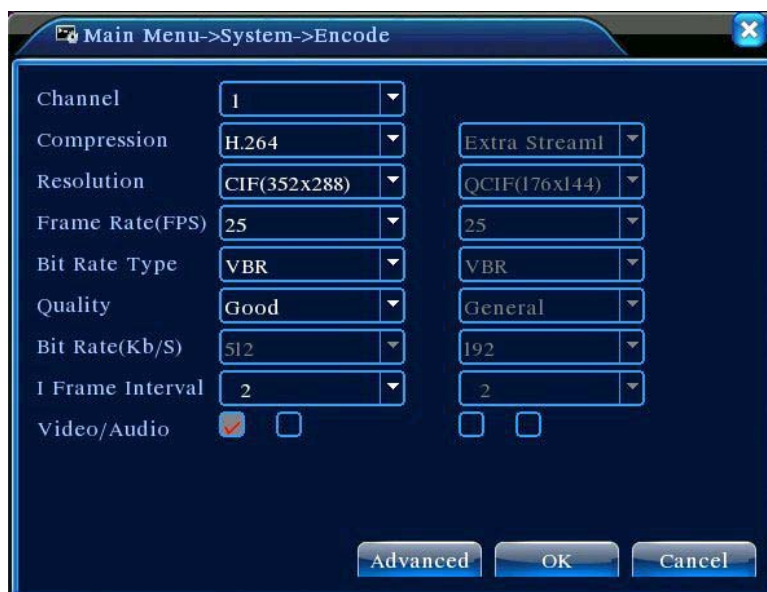 Main Menu->System->Encode
Channel 1
Compression H.264 Extra Stream1
Resolution CIF(352x288) QCIF(176x144)
Frame Rate(FPS) 25 25
Bit Rate Type VBR VBR
Quality Good General
Bit Rate(Kb/S) 512 192
I Frame Interval 2 2
Video/Audio
Advanced OK Cancel